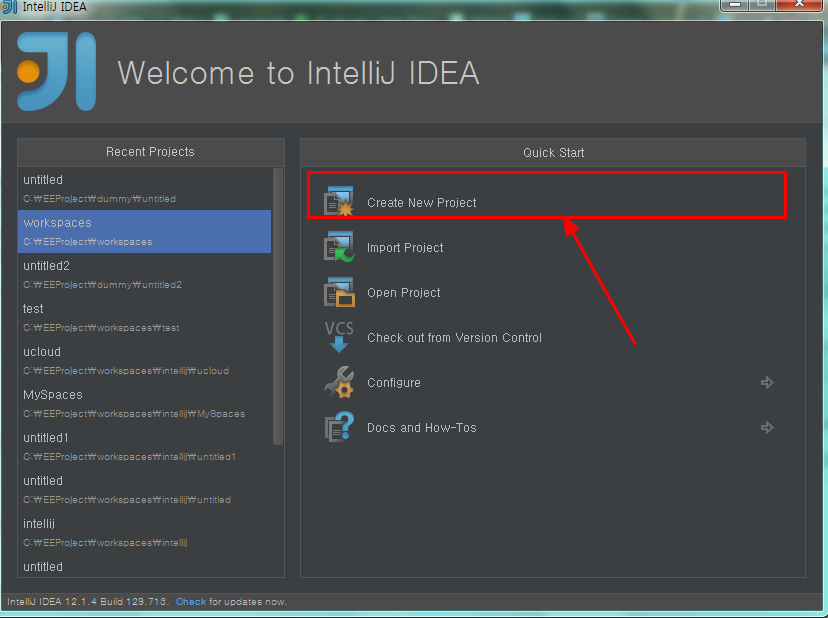 IntelliJ IDEA
Welcome to IntelliJ IDEA
Recent Projects
untitled
C:₩EEProject₩dummy₩untitled
workspaces
C:₩EEProject₩workspaces
untitled2
C:₩EEProject₩dummy₩untitled2
test
C:₩EEProject₩workspaces₩test
ucloud
C:₩EEProject₩workspaces₩intellij₩ucloud
MySpaces
C:₩EEProject₩workspaces₩intellij₩MySpaces
untitled1
C:₩EEProject₩workspaces₩intellij₩untitled1
untitled
C:₩EEProject₩workspaces₩intellij₩untitled
intellij
C:₩EEProject₩workspaces₩intellij
untitled
Quick Start
Create New Project
Import Project
Open Project
VCS
Check out from Version Control
Configure
Docs and How-Tos
IntelliJ IDEA 12.1.4 Build 129.713. Check for updates now.